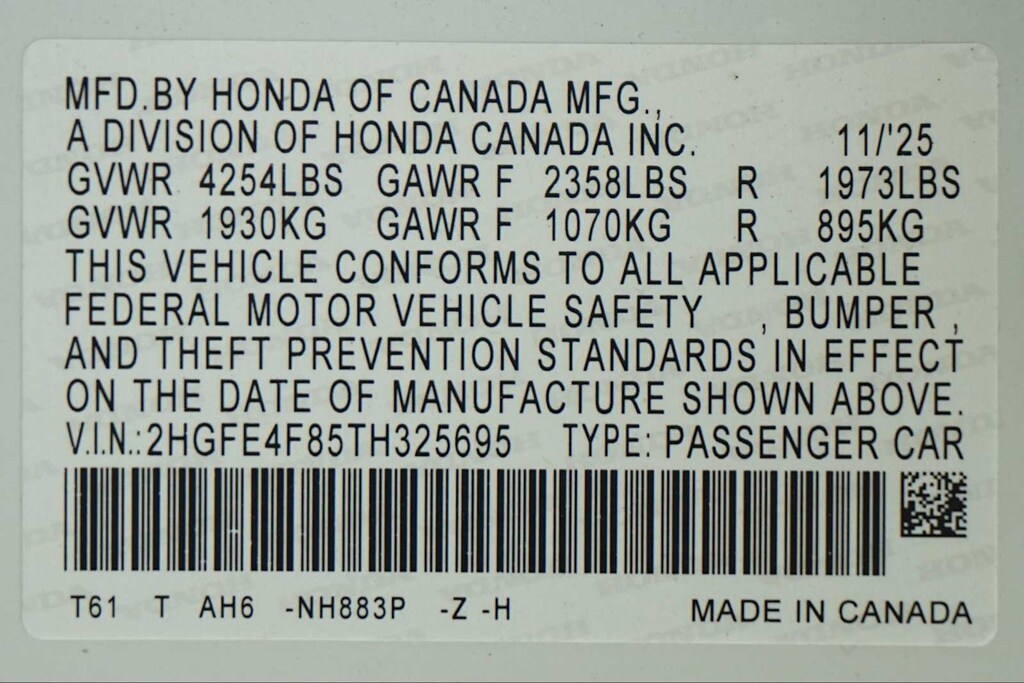 MFD.BY HONDA OF CANADA MFG.,
A DIVISION OF HONDA CANADA INC. 11/'25
GVWR 4254LBS GAWR F 2358LBS R 1973LBS
GVWR 1930KG GAWR F 1070KG R 895KG
THIS VEHICLE CONFORMS TO ALL APPLICABLE
FEDERAL MOTOR VEHICLE SAFETY , BUMPER ,
AND THEFT PREVENTION STANDARDS IN EFFECT
ON THE DATE OF MANUFACTURE SHOWN ABOVE.
V.I.N.:2HGFE4F85TH325695 TYPE: PASSENGER CAR
T61 T AH6 -NH883P -Z -H MADE IN CANADA